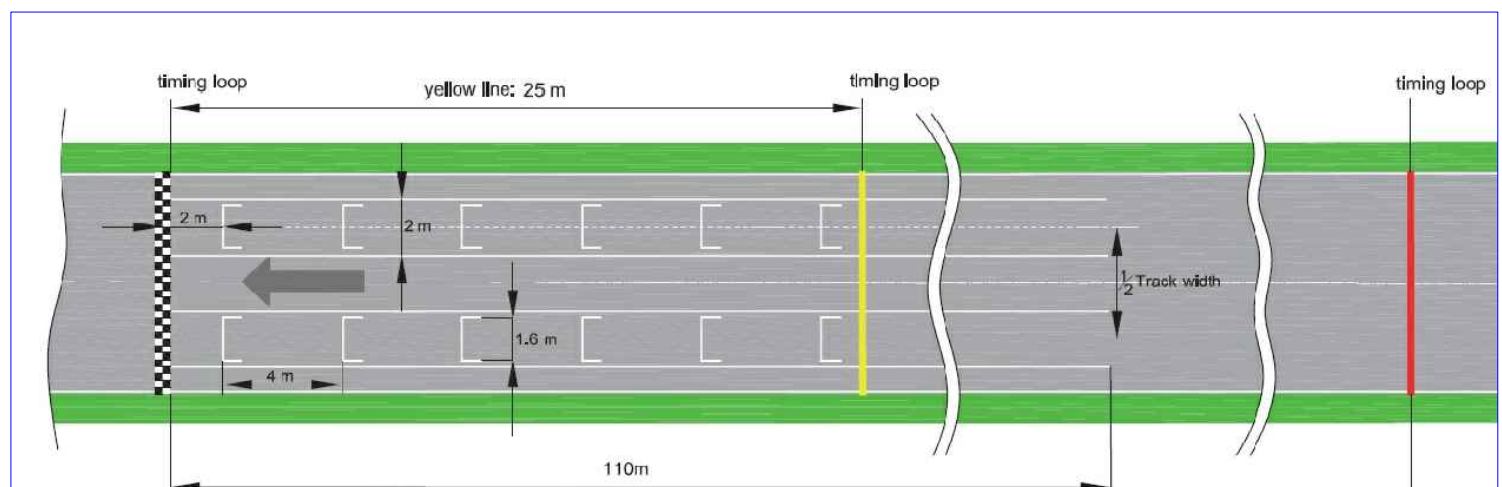 timing loop
yellow line: 25 m
timing loop
timing loop
2 m
2 m
1/2 Track width
1.6 m
4 m
110m